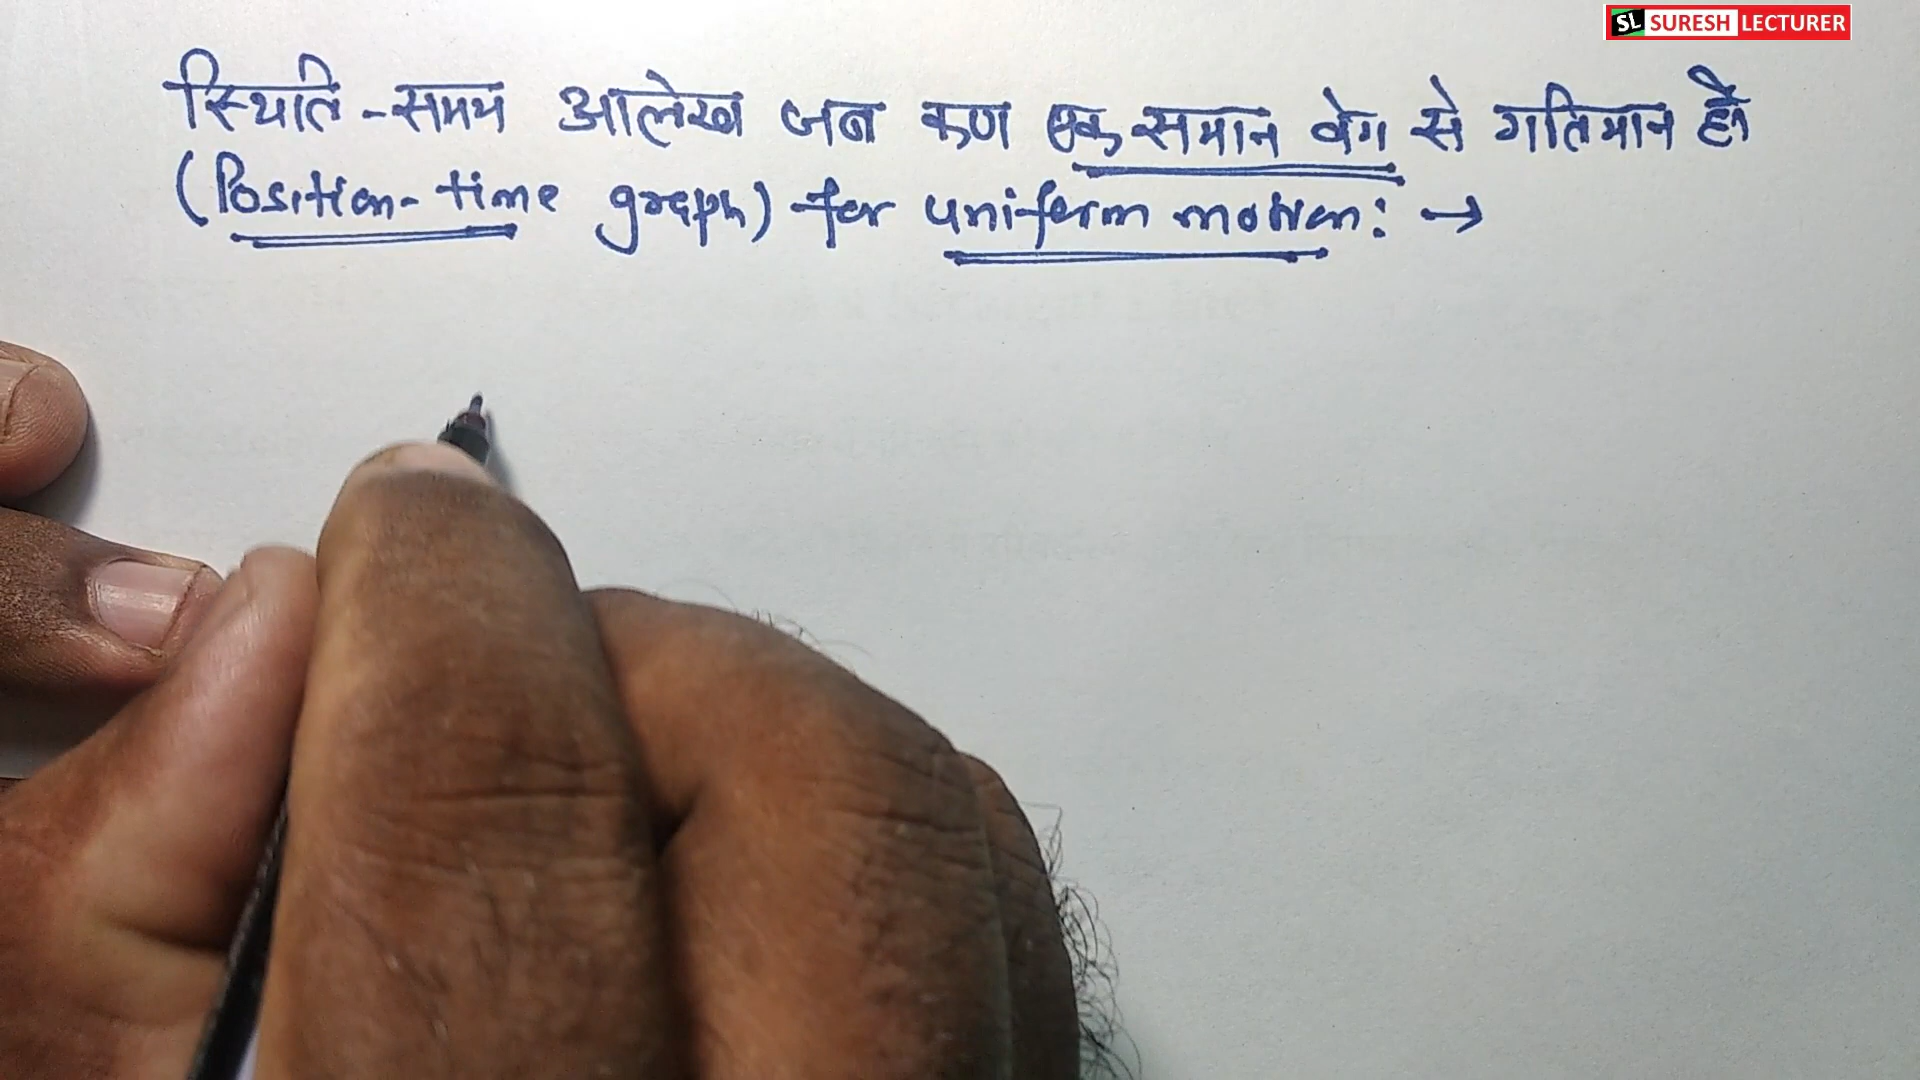 SL SURESH LECTURER
स्थिति - समय आलेख जब कण एक समान वेग से गतिमान हो
(Position - time graph) for uniform motion : →